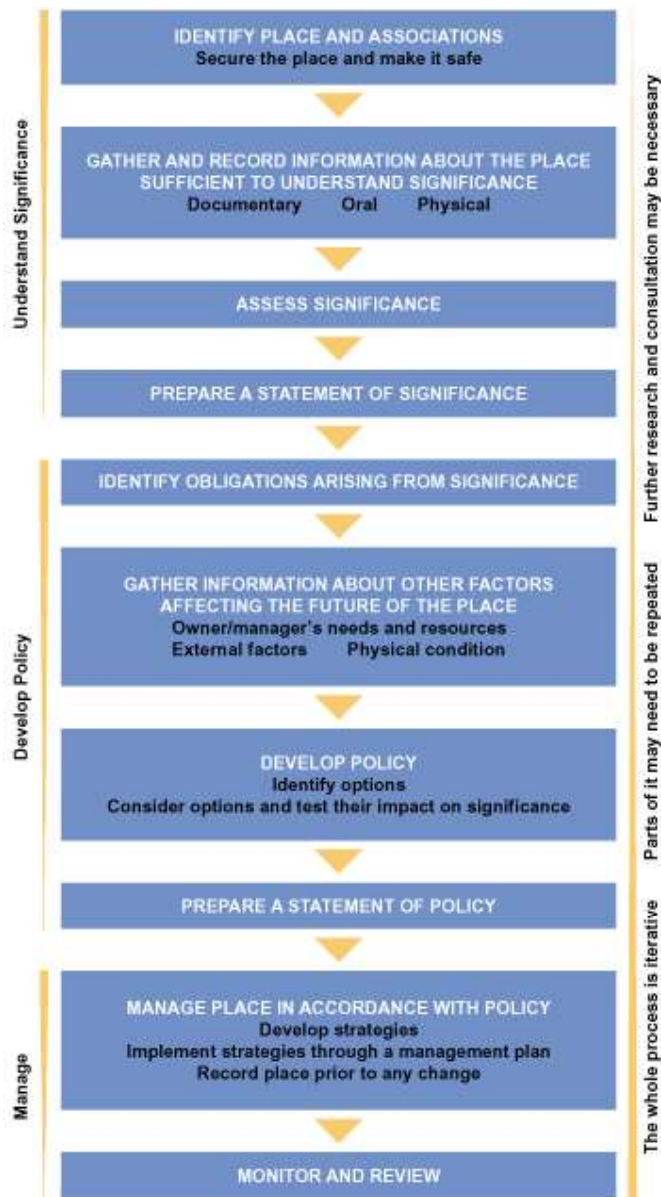 IDENTIFY PLACE AND ASSOCIATIONS
Secure the place and make it safe
GATHER AND RECORD INFORMATION ABOUT THE PLACE
SUFFICIENT TO UNDERSTAND SIGNIFICANCE
Documentary Oral Physical
ASSESS SIGNIFICANCE
PREPARE A STATEMENT OF SIGNIFICANCE
Understand Significance
IDENTIFY OBLIGATIONS ARISING FROM SIGNIFICANCE
GATHER INFORMATION ABOUT OTHER FACTORS
AFFECTING THE FUTURE OF THE PLACE
Owner/manager's needs and resources
External factors Physical condition
DEVELOP POLICY
Identify options
Consider options and test their impact on significance
PREPARE A STATEMENT OF POLICY
Develop Policy
MANAGE PLACE IN ACCORDANCE WITH POLICY
Develop strategies
Implement strategies through a management plan
Record place prior to any change
MONITOR AND REVIEW
Manage
The whole process is iterative Parts of it may need to be repeated Further research and consultation may be necessary